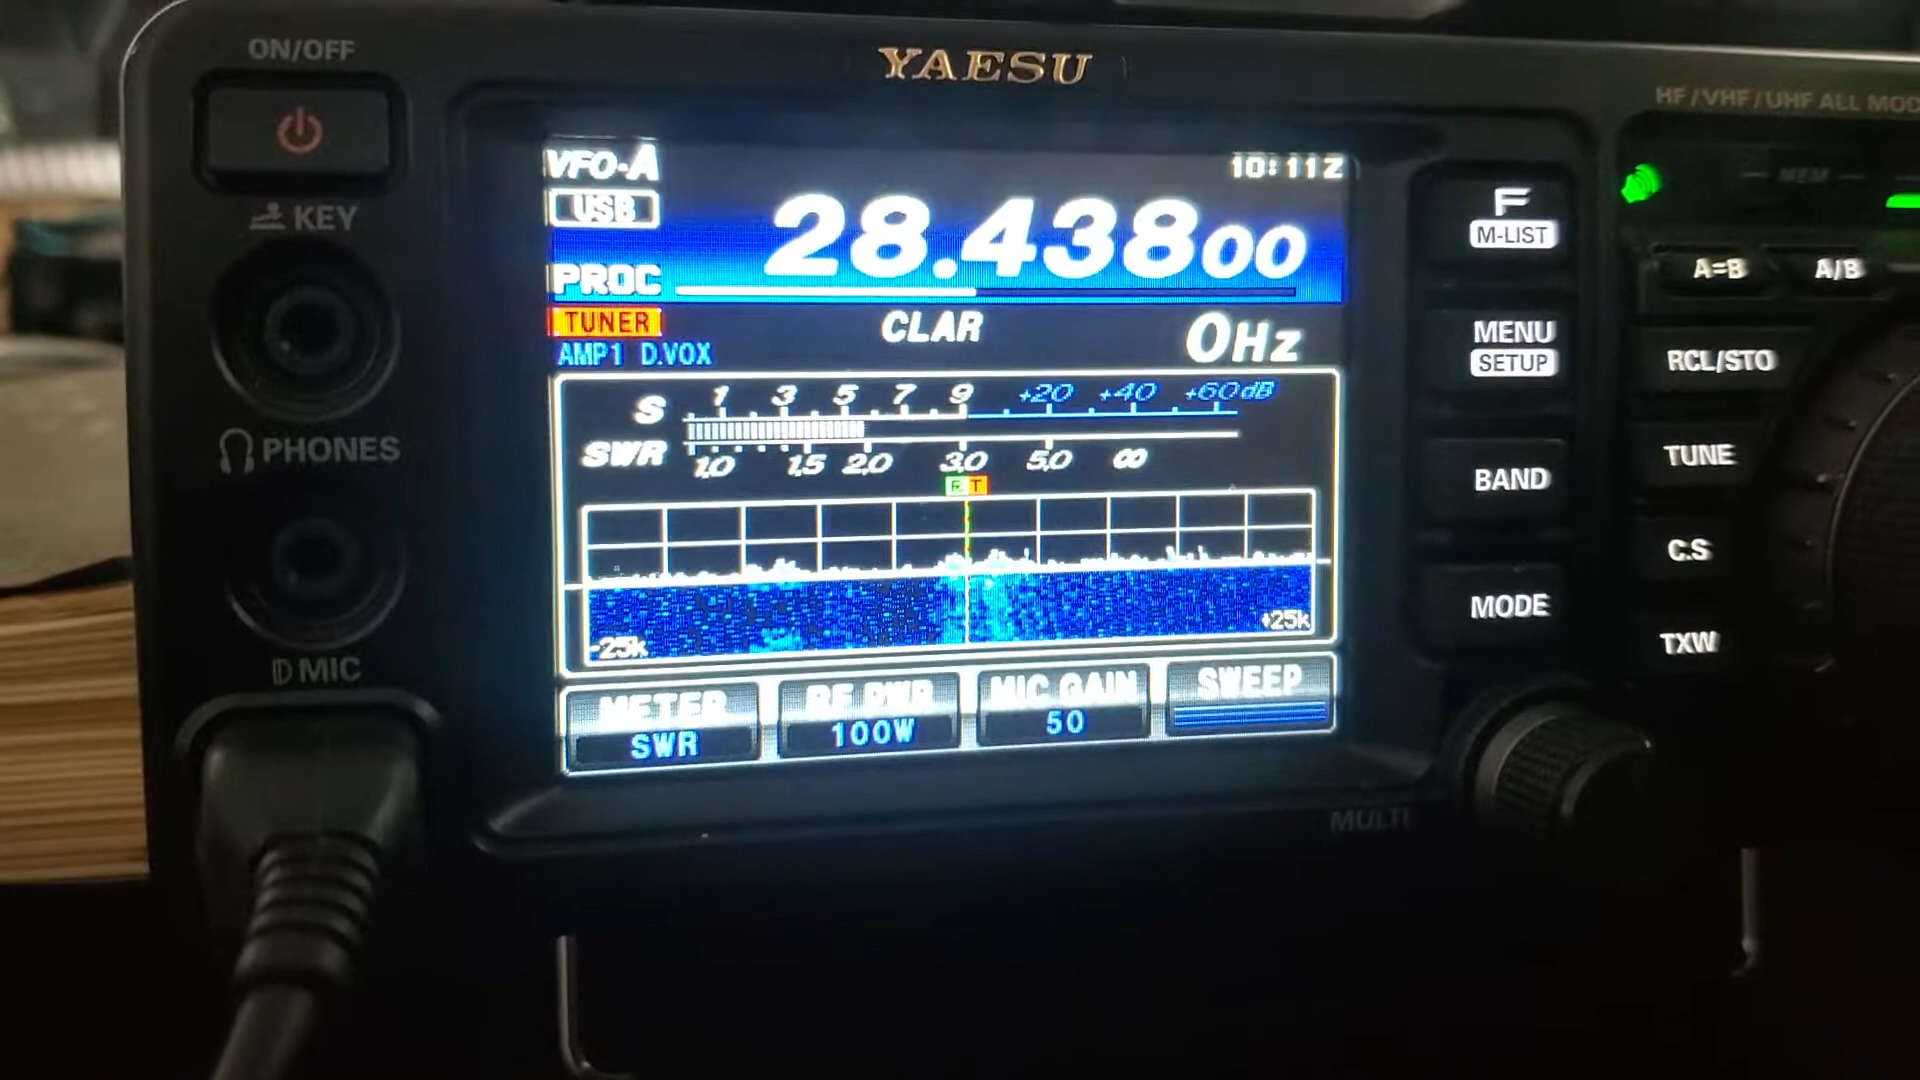 ON/OFF
YAESU
HF/VHF/UHF ALL MOD
VFO-A
10:11Z
USB
28.43800
PROC
TUNER
CLAR
0Hz
AMP1 D.VOX
S 1 3 5 7 9 +20 +40 +60dB
SWR 1.0 1.5 2.0 3.0 5.0 ∞
R T
-25k
+25k
METER
RF PWR
MIC GAIN
SWEEP
SWR
100W
50
KEY
PHONES
MIC
F
M-LIST
MENU
SETUP
BAND
MODE
MULTI
MEM
A=B
A/B
RCL/STO
TUNE
C.S
TXW